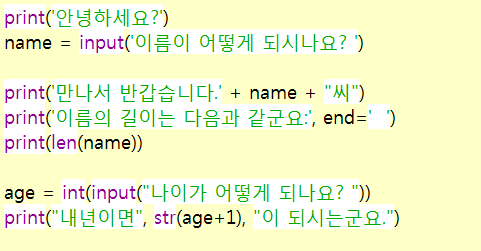 print('안녕하세요?')
name = input('이름이 어떻게 되시나요? ')
print('만나서 반갑습니다.' + name + "씨")
print('이름의 길이는 다음과 같군요:', end='  ')
print(len(name))
age = int(input("나이가 어떻게 되나요? "))
print("내년이면", str(age+1), "이 되시는군요.")